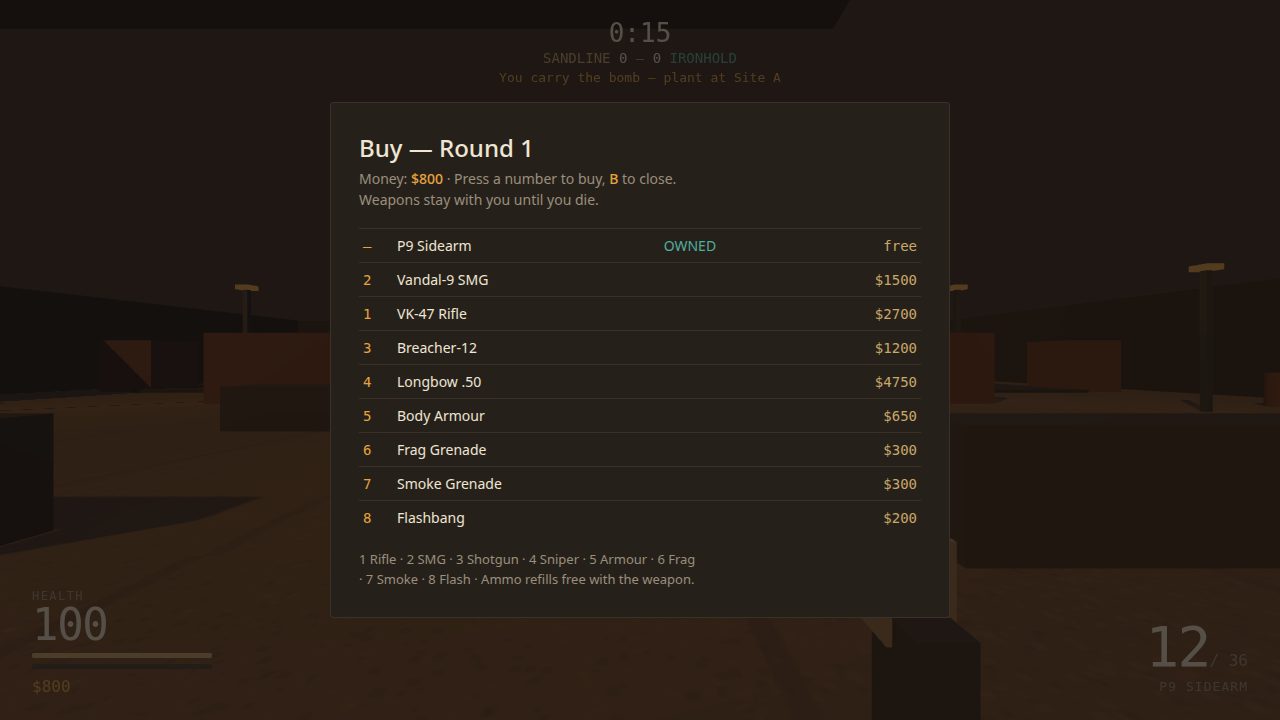 0:15
SANDLINE 0 — 0 IRONHOLD
You carry the bomb — plant at Site A
Buy — Round 1
Money: $800 · Press a number to buy, B to close.
Weapons stay with you until you die.
— P9 Sidearm OWNED free
2 Vandal-9 SMG $1500
1 VK-47 Rifle $2700
3 Breacher-12 $1200
4 Longbow .50 $4750
5 Body Armour $650
6 Frag Grenade $300
7 Smoke Grenade $300
8 Flashbang $200
1 Rifle · 2 SMG · 3 Shotgun · 4 Sniper · 5 Armour · 6 Frag
· 7 Smoke · 8 Flash · Ammo refills free with the weapon.
HEALTH
100
$800
12 / 36
P9 SIDEARM